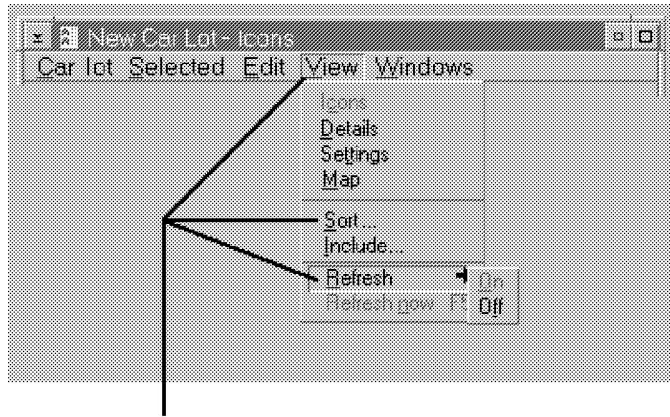 New Car Lot - Icons
Car lot Selected Edit View Windows
Icons
Details
Settings
Map
Sort...
Include...
Refresh
On
Refresh now
Off